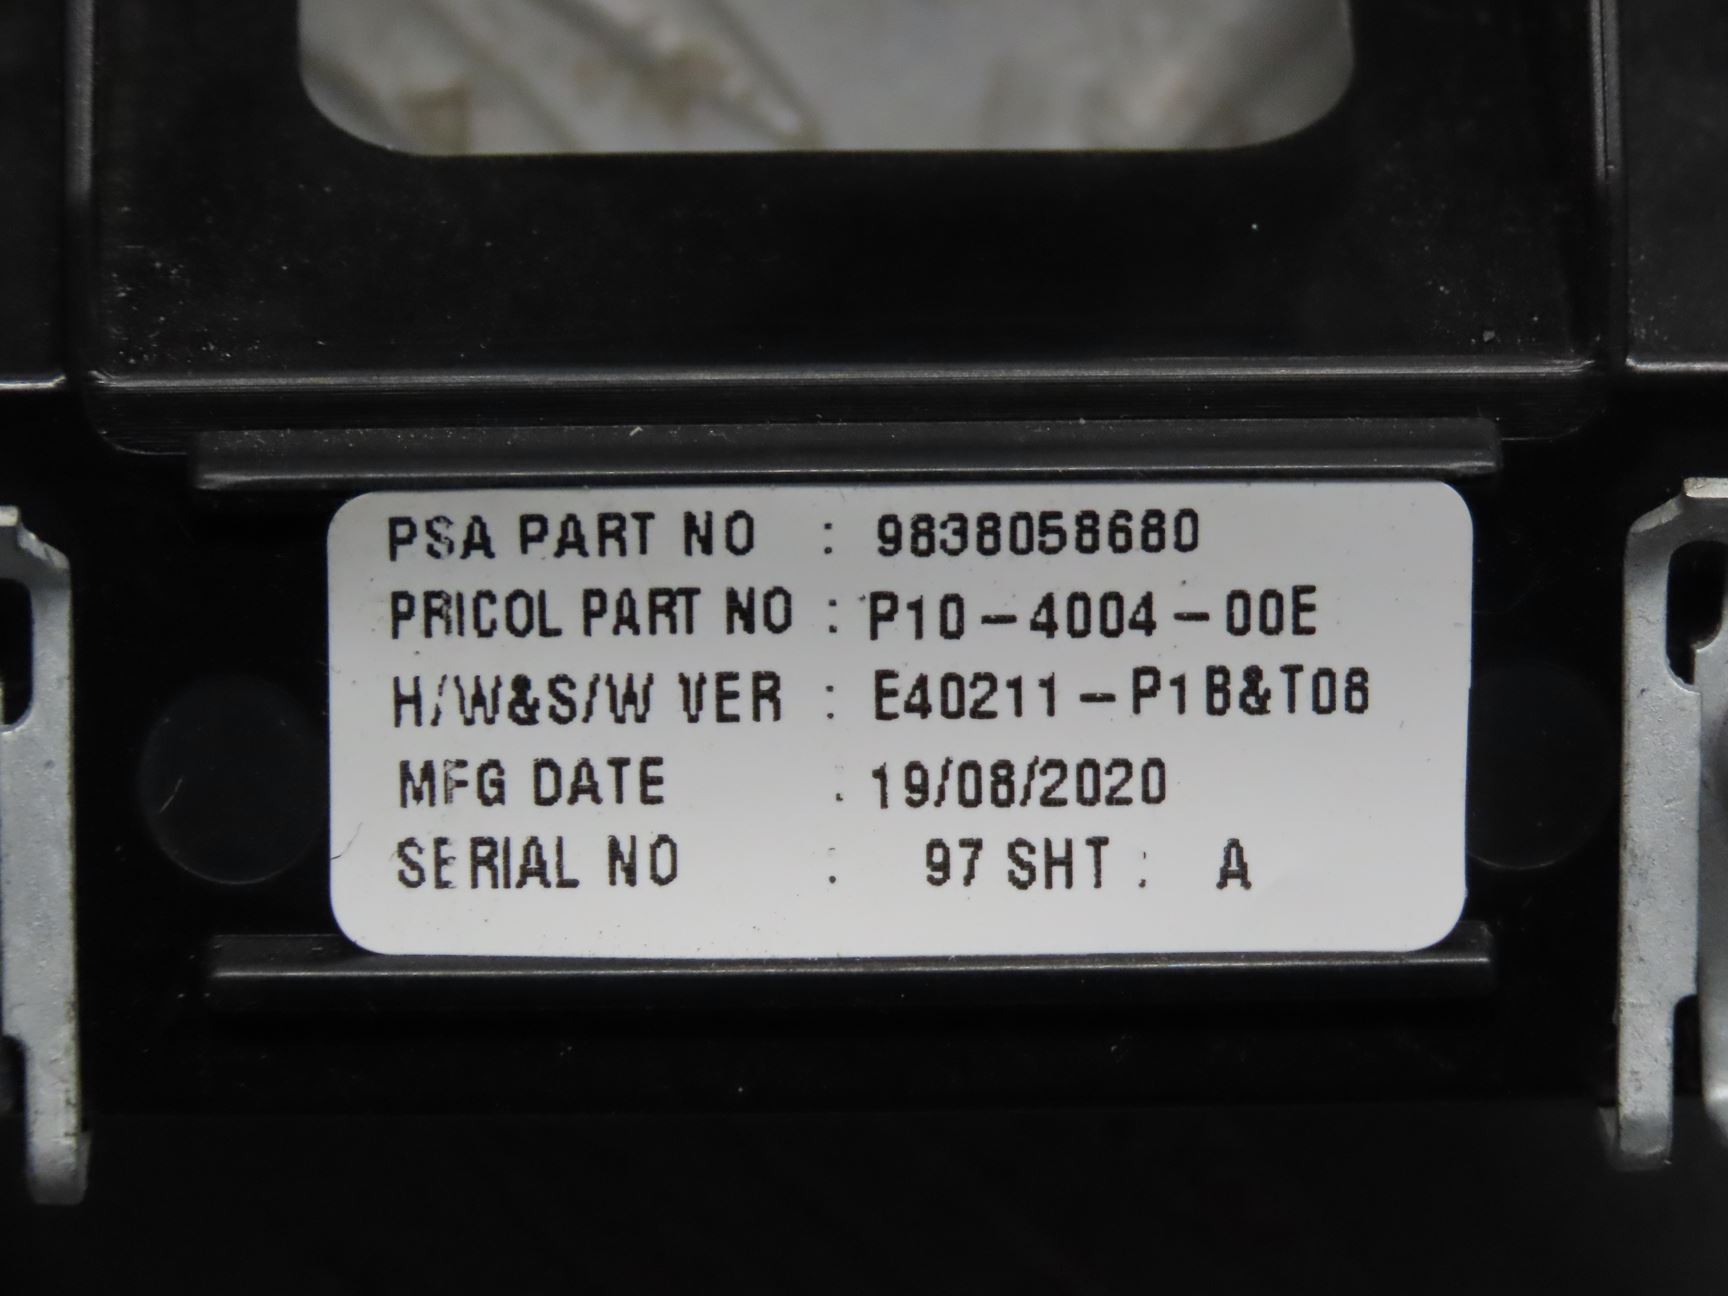 PSA PART NO : 9838058680
PRICOL PART NO : P10-4004-00E
H/W&S/W VER : E40211-P1B&T06
MFG DATE : 19/08/2020
SERIAL NO : 97 SHT : A